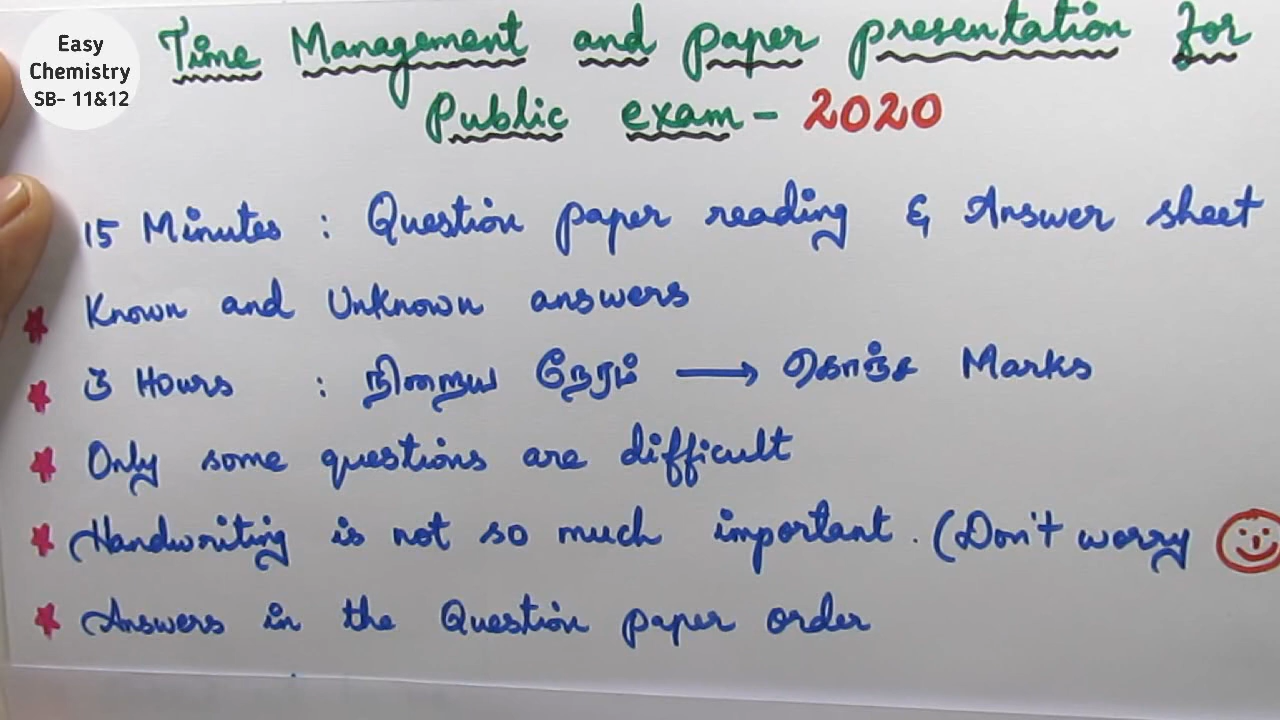 Easy
Chemistry
SB- 11&12
Time Management and paper presentation for
Public exam - 2020
15 Minutes : Question paper reading & Answer sheet
Known and Unknown answers
3 Hours : நிறைய நேரம் → கொஞ்ச Marks
Only some questions are difficult
Handwriting is not so much important. (Don't worry
Answers in the Question paper order